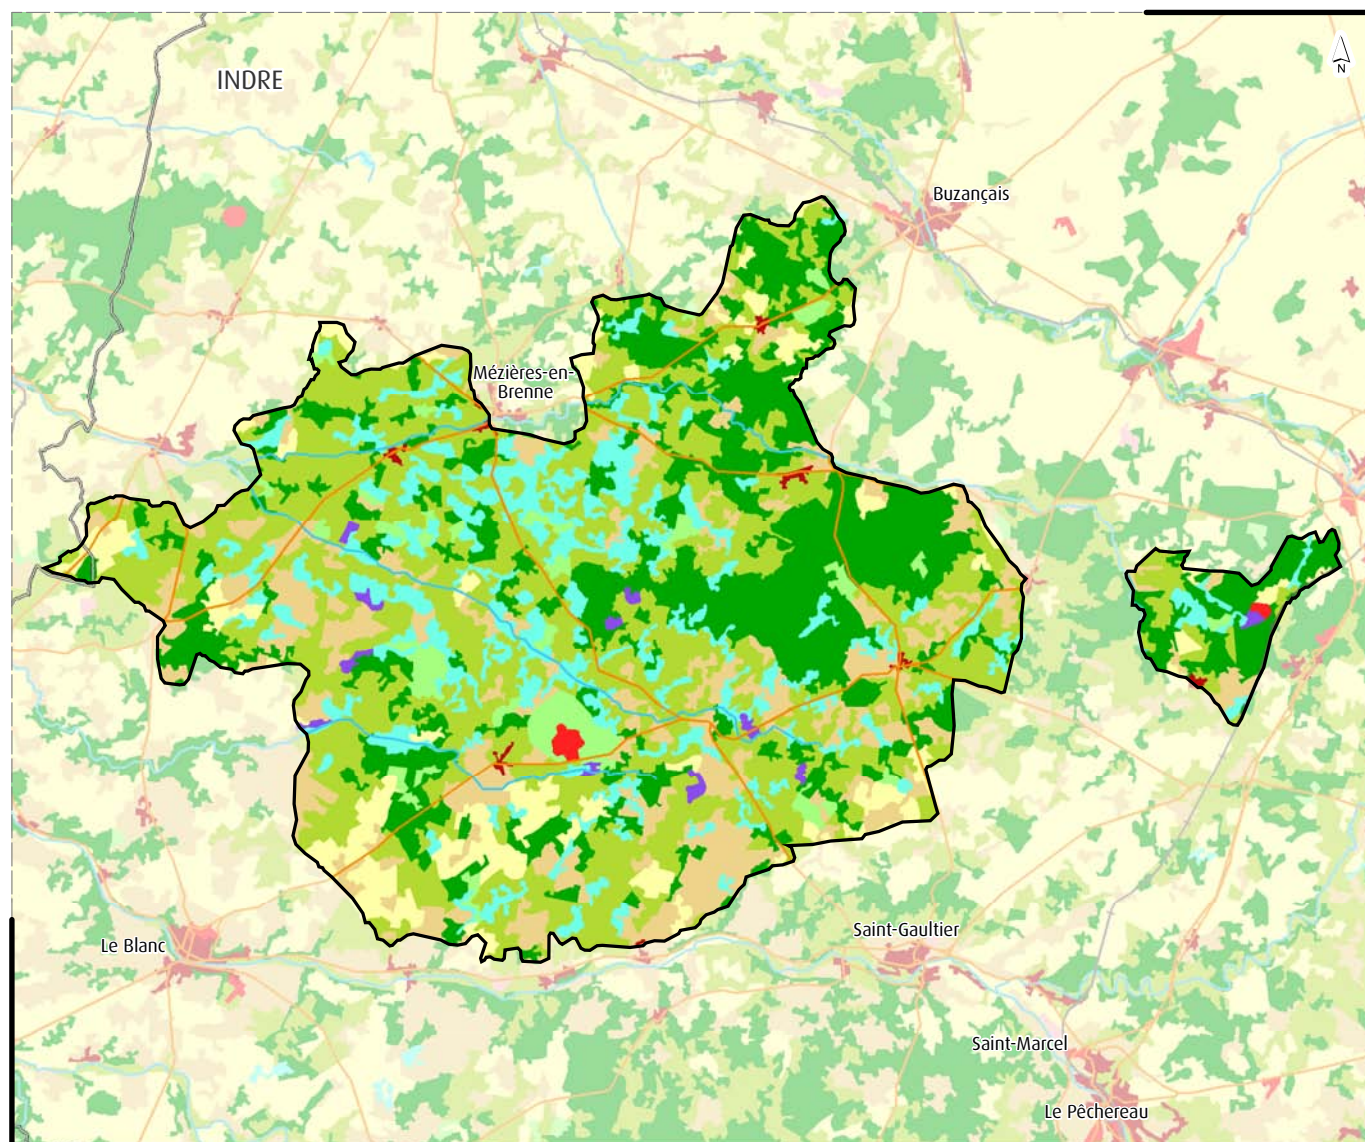 INDRE
N
Buzançais
Mézières-en-
Brenne
Le Blanc
Saint-Gaultier
Saint-Marcel
Le Pêchereau